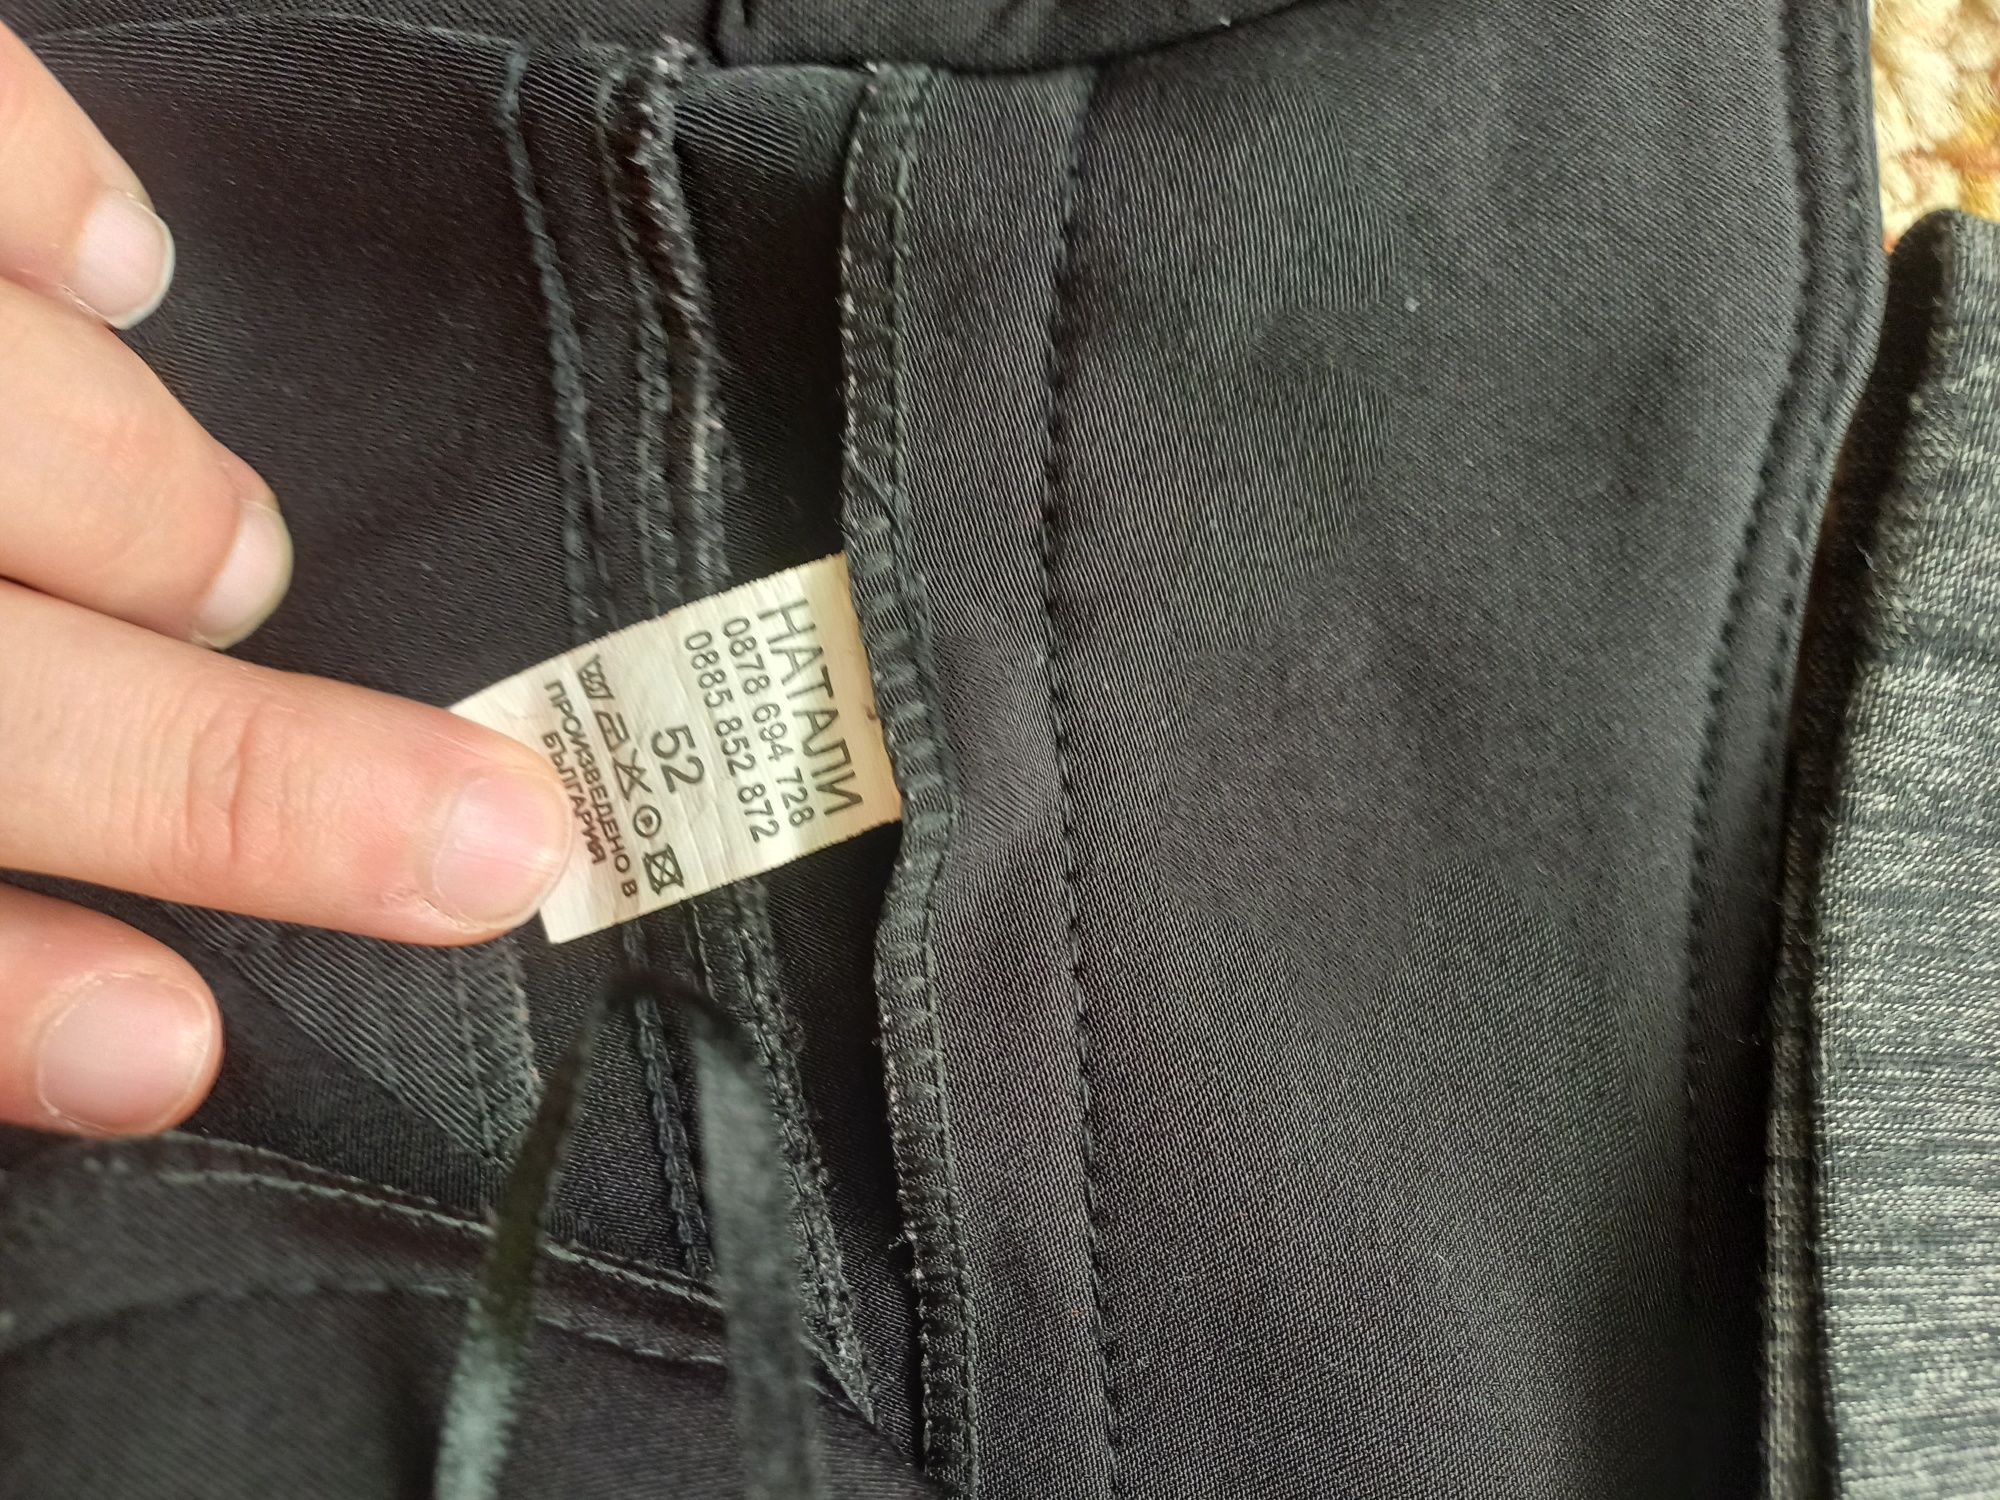 НАТАЛИ
0878 694 728
0885 852 872
52
ПРОИЗВЕДЕНО В
БЪЛГАРИЯ